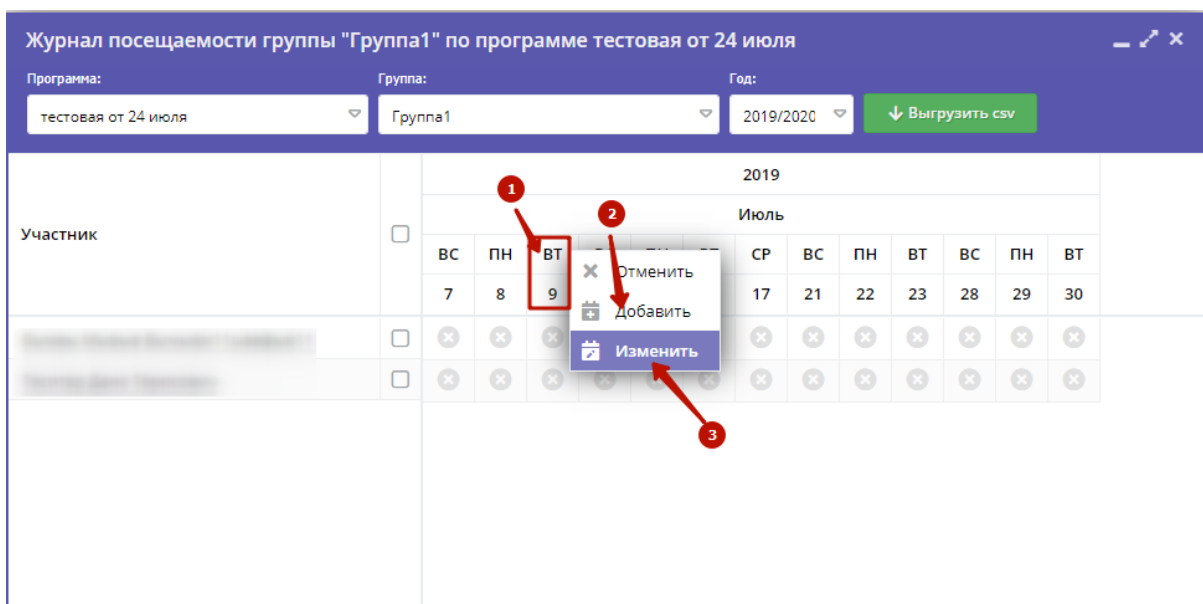 Журнал посещаемости группы "Группа1" по программе тестовая от 24 июля
Программа: Группа: Год:
тестовая от 24 июля Группа1 2019/2020 Выгрузить csv
2019
1
2 Июль
Участник
ВС ПН ВТ СР ВС ПН ВТ ВС ПН ВТ
Отменить
7 8 9 17 21 22 23 28 29 30
Добавить
Изменить
3